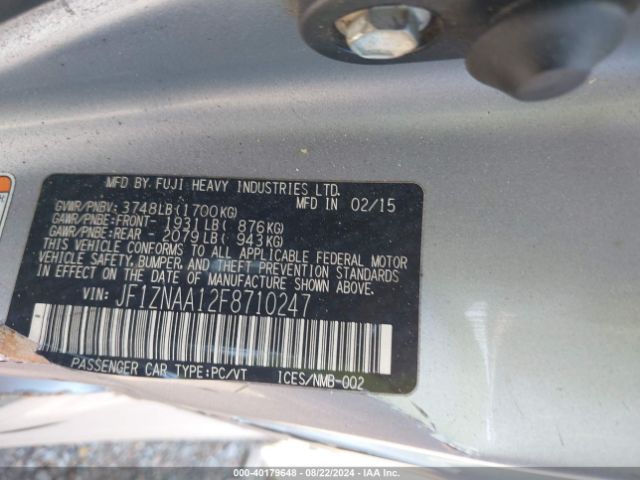 MFD BY FUJI HEAVY INDUSTRIES LTD.
GVWR/PNBV: 3748LB(1700KG) MFD IN 02/15
GAWR/PNBE:FRONT- 1931LB( 876KG)
GAWR/PNBE:REAR - 2079LB( 943KG)
THIS VEHICLE CONFORMS TO ALL APPLICABLE FEDERAL MOTOR
VEHICLE SAFETY, BUMPER, AND THEFT PREVENTION STANDARDS
IN EFFECT ON THE DATE OF MANUFACTURE SHOWN ABOVE.
VIN: JF1ZNAA12F8710247
PASSENGER CAR TYPE:PC/VT ICES/NMB-002
00-40179648 - 08/22/2024 - IAA Inc.